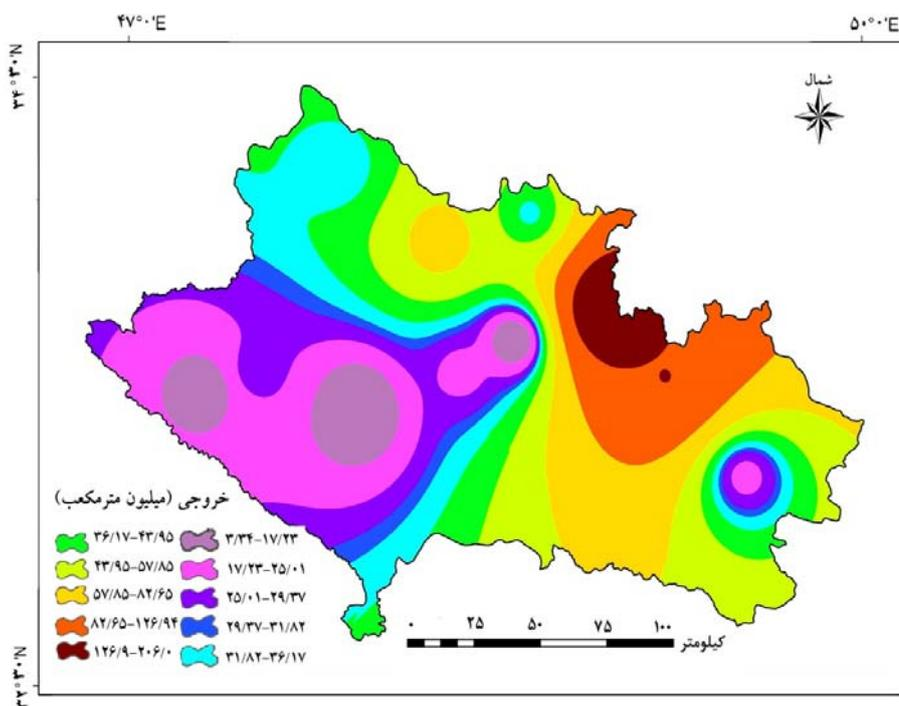 ۴۷°۰'E
۵۰°۰'E
۳۴°۳۰'N
شمال
خروجی (میلیون مترمکعب)
۳/۳۴-۱۷/۲۳
۳۶/۱۷-۴۳/۹۵
۱۷/۲۳-۲۵/۰۱
۴۳/۹۵-۵۷/۸۵
۲۵/۰۱-۲۹/۳۷
۵۷/۸۵-۸۲/۶۵
۲۹/۳۷-۳۱/۸۲
۸۲/۶۵-۱۲۶/۹۴
۳۱/۸۲-۳۶/۱۷
۱۲۶/۹-۲۰۶/۰
۰ ۲۵ ۵۰ ۷۵ ۱۰۰
کیلومتر
۳۲°۳۰'N